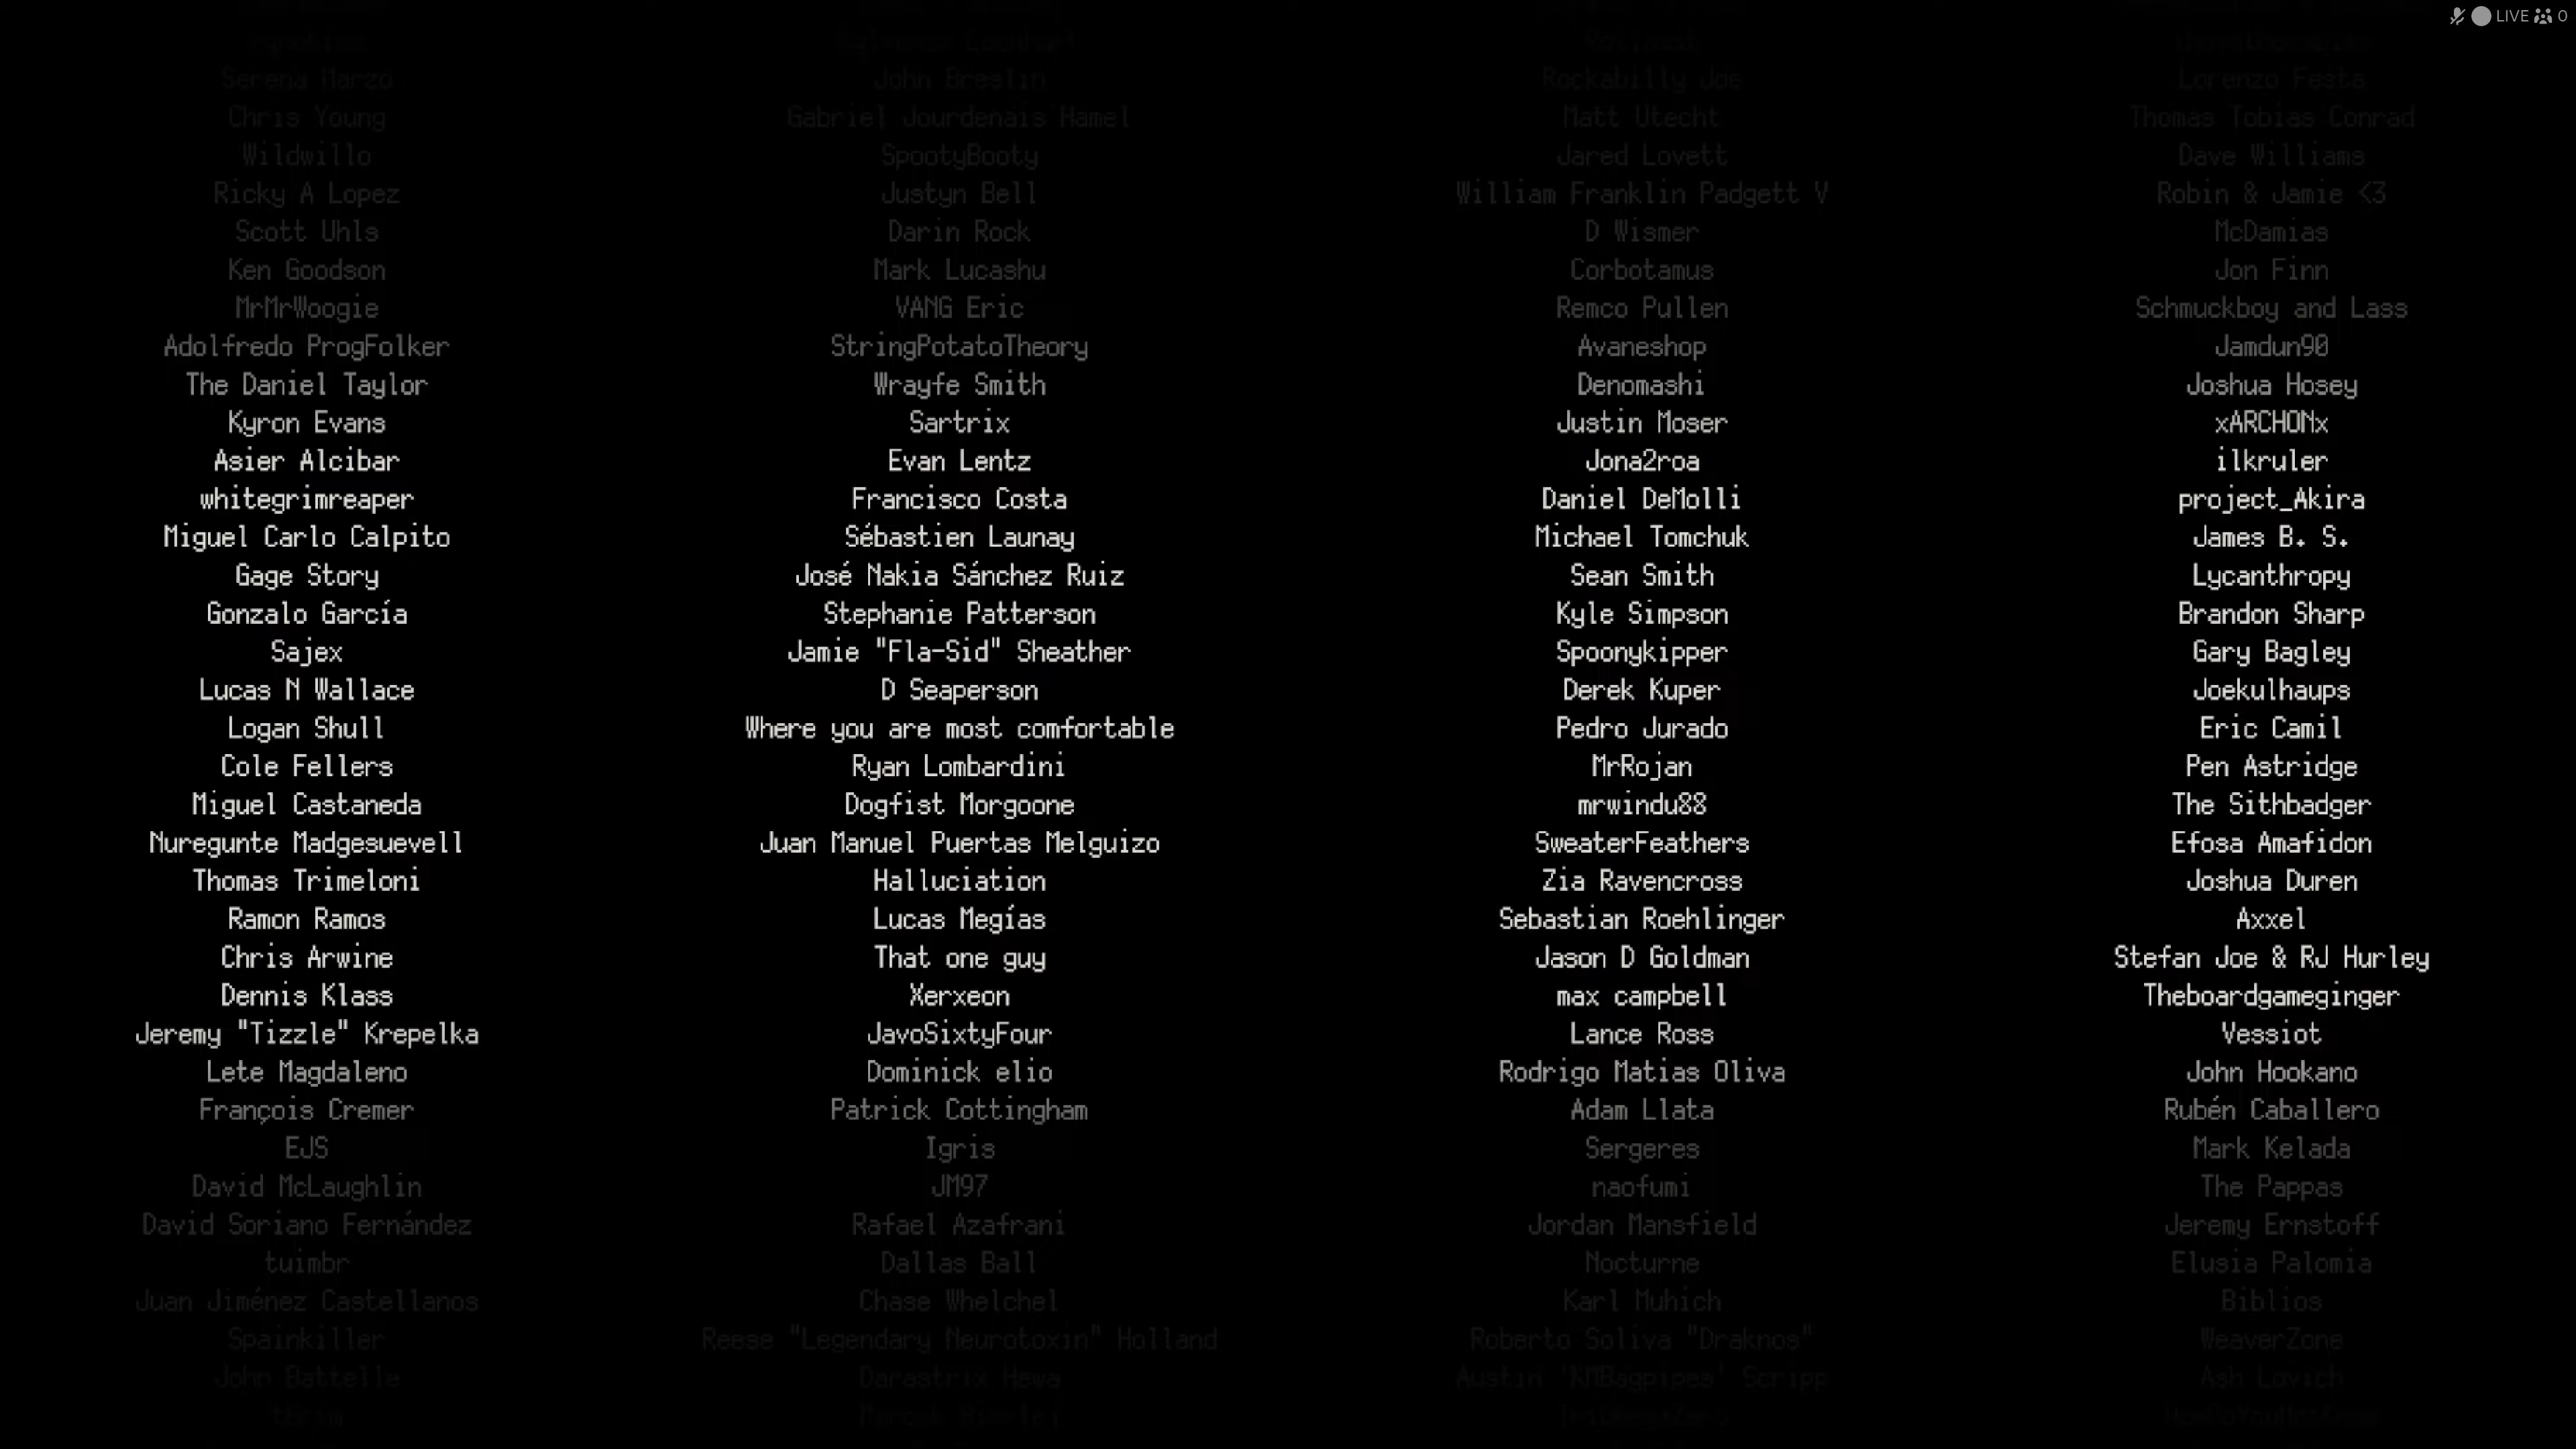 LIVE 0
Serena Marzo
Chris Young
Wildwillo
Ricky A Lopez
Scott Uhls
Ken Goodson
MrMrWoogie
Adolfredo ProgFolker
The Daniel Taylor
Kyron Evans
Asier Alcibar
whitegrimreaper
Miguel Carlo Calpito
Gage Story
Gonzalo García
Sajex
Lucas N Wallace
Logan Shull
Cole Fellers
Miguel Castaneda
Nuregunte Madgesuevell
Thomas Trimeloni
Ramon Ramos
Chris Arwine
Dennis Klass
Jeremy "Tizzle" Krepelka
Lete Magdaleno
François Cremer
EJS
David McLaughlin
David Soriano Fernández
tuimbr
Juan Jiménez Castellanos
Spainkiller
John Battelle
John Breslin
Gabriel Jourdenais Hamel
SpootyBooty
Justyn Bell
Darin Rock
Mark Lucashu
VANG Eric
StringPotatoTheory
Wrayfe Smith
Sartrix
Evan Lentz
Francisco Costa
Sébastien Launay
José Nakia Sánchez Ruiz
Stephanie Patterson
Jamie "Fla-Sid" Sheather
D Seaperson
Where you are most comfortable
Ryan Lombardini
Dogfist Morgoone
Juan Manuel Puertas Melguizo
Halluciation
Lucas Megías
That one guy
Xerxeon
JavoSixtyFour
Dominick elio
Patrick Cottingham
Igris
JM97
Rafael Azafrani
Dallas Ball
Chase Whelchel
Reese "Legendary Neurotoxin" Holland
Darastrix Hewa
Rockabilly Joe
Matt Utecht
Jared Lovett
William Franklin Padgett V
D Wismer
Corbotamus
Remco Pullen
Avaneshop
Denomashi
Justin Moser
Jona2roa
Daniel DeMolli
Michael Tomchuk
Sean Smith
Kyle Simpson
Spoonykipper
Derek Kuper
Pedro Jurado
MrRojan
mrwindu88
SweaterFeathers
Zia Ravencross
Sebastian Roehlinger
Jason D Goldman
max campbell
Lance Ross
Rodrigo Matias Oliva
Adam Llata
Sergeres
naofumi
Jordan Mansfield
Nocturne
Karl Muhich
Roberto Soliva "Draknos"
Austin 'KMBagpipes' Scripp
Lorenzo Festa
Thomas Tobias Conrad
Dave Williams
Robin & Jamie <3
McDamias
Jon Finn
Schmuckboy and Lass
Jamdun90
Joshua Hosey
xARCHONx
ilkruler
project_Akira
James B. S.
Lycanthropy
Brandon Sharp
Gary Bagley
Joekulhaups
Eric Camil
Pen Astridge
The Sithbadger
Efosa Amafidon
Joshua Duren
Axxel
Stefan Joe & RJ Hurley
Theboardgameginger
Vessiot
John Hookano
Rubén Caballero
Mark Kelada
The Pappas
Jeremy Ernstoff
Elusia Palomia
Biblios
WeaverZone
Ash Lovich